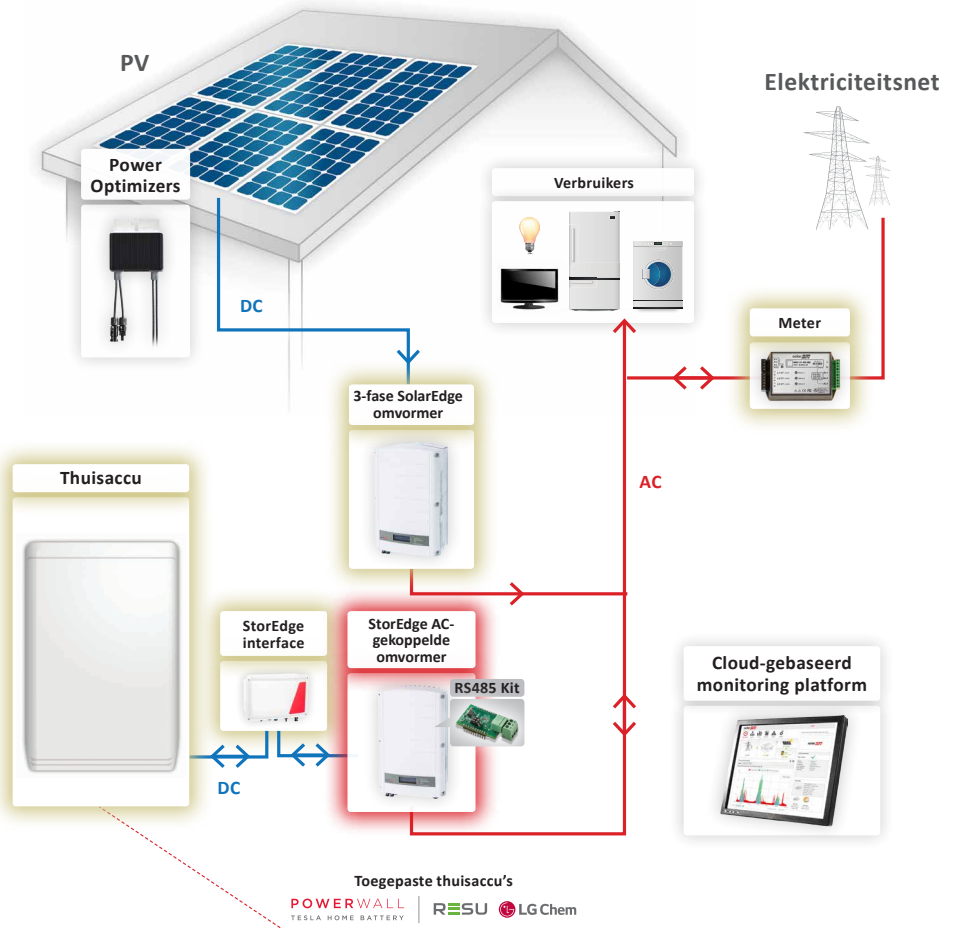 PV
Elektriciteitsnet
Power
Optimizers
Verbruikers
DC
Meter
3-fase SolarEdge
omvormer
Thuisaccu
AC
StorEdge
interface
StorEdge AC-
gekoppelde
omvormer
RS485 Kit
Cloud-gebaseerd
monitoring platform
DC
Toegepaste thuisaccu's
POWERWALL
TESLA HOME BATTERY
RESU
LG Chem